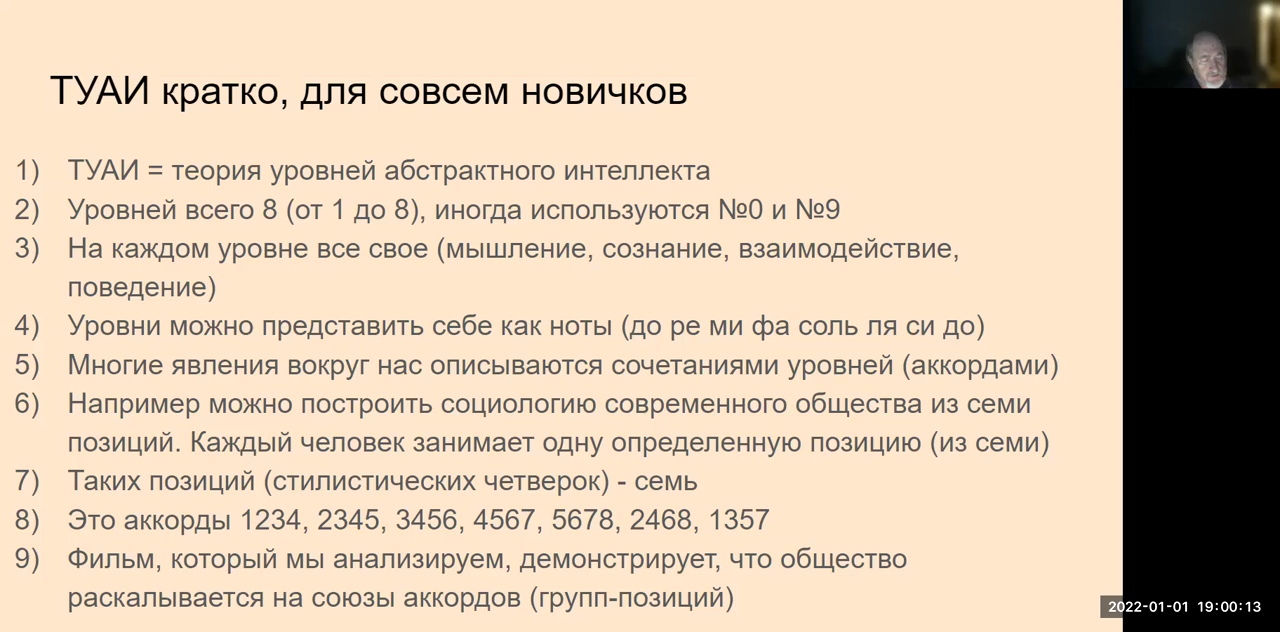 ТУАИ кратко, для совсем новичков
1) ТУАИ = теория уровней абстрактного интеллекта
2) Уровней всего 8 (от 1 до 8), иногда используются №0 и №9
3) На каждом уровне все свое (мышление, сознание, взаимодействие,
поведение)
4) Уровни можно представить себе как ноты (до ре ми фа соль ля си до)
5) Многие явления вокруг нас описываются сочетаниями уровней (аккордами)
6) Например можно построить социологию современного общества из семи
позиций. Каждый человек занимает одну определенную позицию (из семи)
7) Таких позиций (стилистических четверок) - семь
8) Это аккорды 1234, 2345, 3456, 4567, 5678, 2468, 1357
9) Фильм, который мы анализируем, демонстрирует, что общество
раскалывается на союзы аккордов (групп-позиций)
2022-01-01 19:00:13